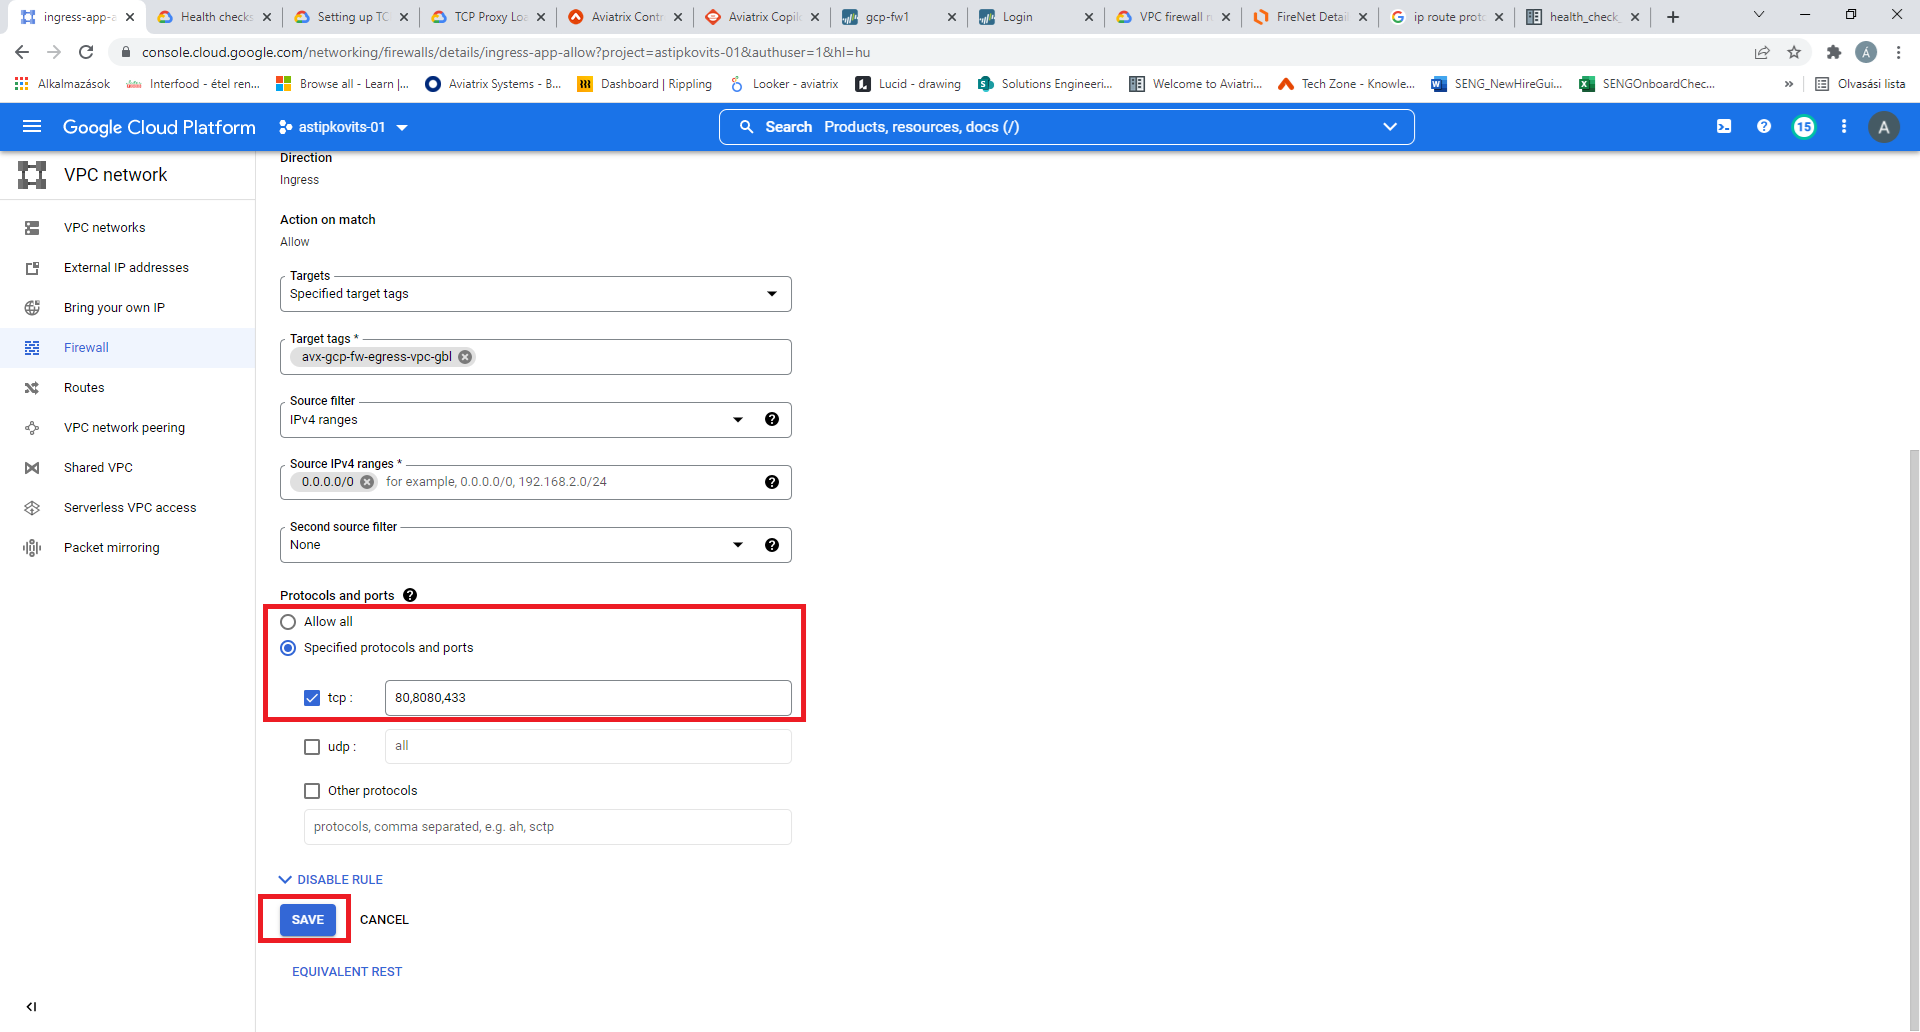 ingress-app-a
Health checks
Setting up TC
TCP Proxy Loa
Aviatrix Contr
Aviatrix Copil
gcp-fw1
Login
VPC firewall r
FireNet Detail
ip route proto
health_check_
console.cloud.google.com/networking/firewalls/details/ingress-app-allow?project=astipkovits-01&authuser=1&hl=hu
Á
Alkalmazások
Interfood - étel ren...
Browse all - Learn |...
Aviatrix Systems - B...
Dashboard | Rippling
Looker - aviatrix
Lucid - drawing
Solutions Engineeri...
Welcome to Aviatri...
Tech Zone - Knowle...
SENG_NewHireGui...
SENGOnboardChec...
»
Olvasási lista
Google Cloud Platform
astipkovits-01
Search Products, resources, docs (/)
15
A
VPC network
VPC networks
External IP addresses
Bring your own IP
Firewall
Routes
VPC network peering
Shared VPC
Serverless VPC access
Packet mirroring
Direction
Ingress
Action on match
Allow
Targets
Specified target tags
Target tags *
avx-gcp-fw-egress-vpc-gbl
Source filter
IPv4 ranges
Source IPv4 ranges *
0.0.0.0/0 for example, 0.0.0.0/0, 192.168.2.0/24
Second source filter
None
Protocols and ports
Allow all
Specified protocols and ports
tcp : 80,8080,433
udp : all
Other protocols
protocols, comma separated, e.g. ah, sctp
DISABLE RULE
SAVE CANCEL
EQUIVALENT REST